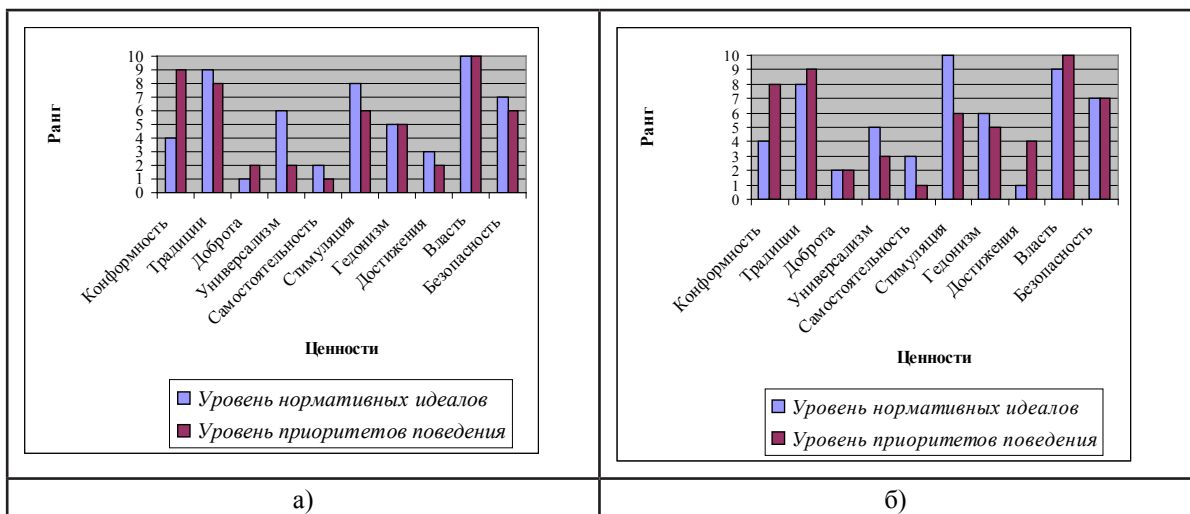 10
9
8
7
6
5
4
3
2
1
0
Ранг
Конформность
Традиции
Доброта
Универсализм
Самостоятельность
Стимуляция
Гедонизм
Достижения
Власть
Безопасность
Ценности
Уровень нормативных идеалов
Уровень приоритетов поведения
а)
10
9
8
7
6
5
4
3
2
1
0
Ранг
Конформность
Традиции
Доброта
Универсализм
Самостоятельность
Стимуляция
Гедонизм
Достижения
Власть
Безопасность
Ценности
Уровень нормативных идеалов
Уровень приоритетов поведения
б)